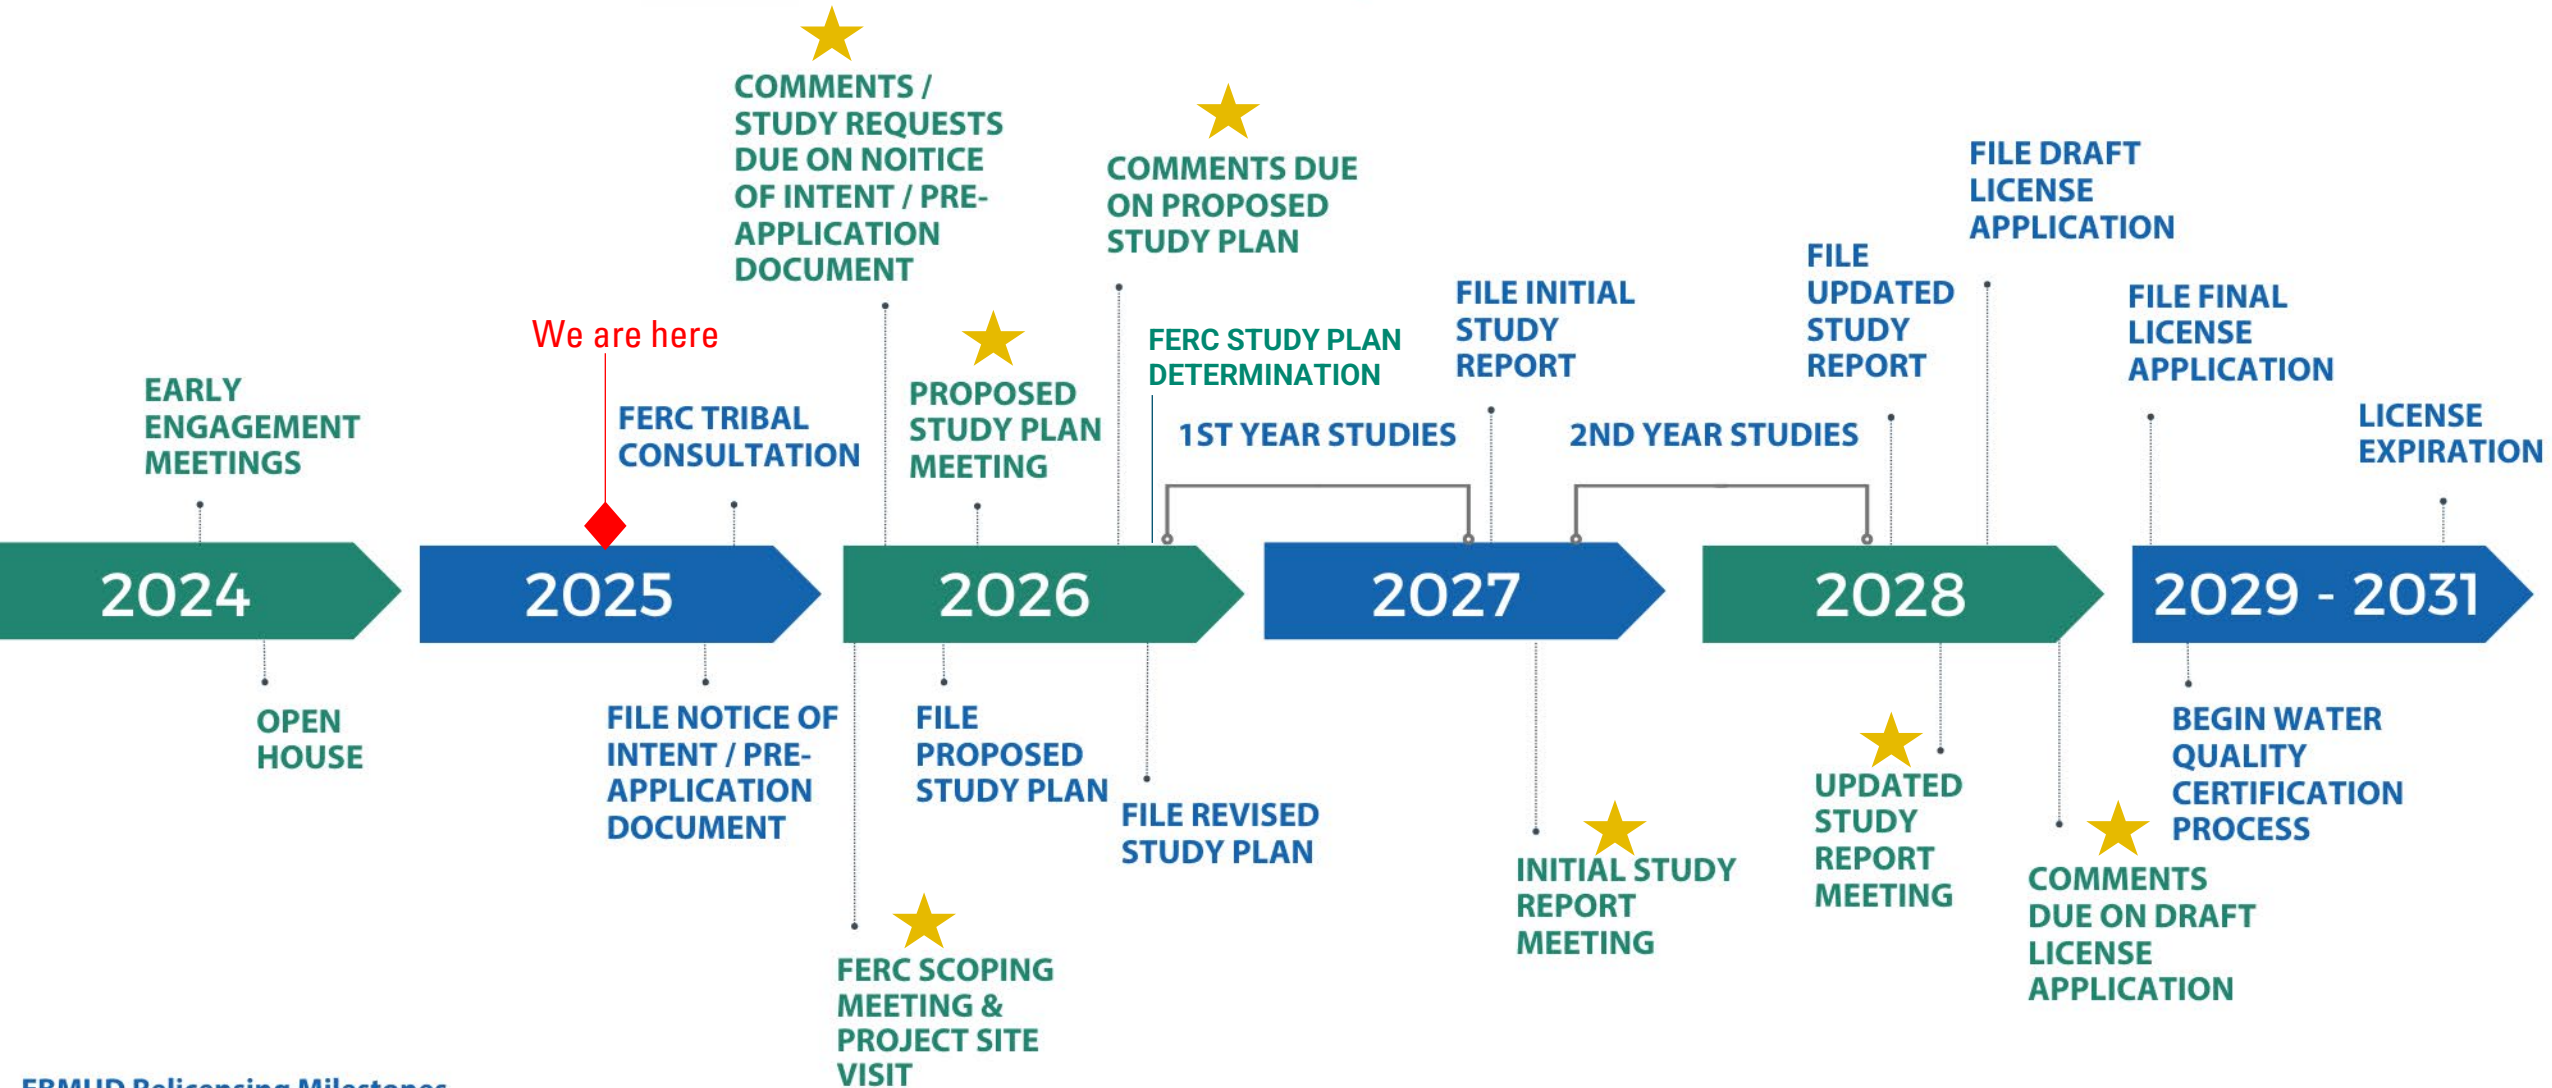 COMMENTS /
STUDY REQUESTS
DUE ON NOITICE
OF INTENT / PRE-
APPLICATION
DOCUMENT
COMMENTS DUE
ON PROPOSED
STUDY PLAN
FILE DRAFT
LICENSE
APPLICATION
We are here
EARLY
ENGAGEMENT
MEETINGS
FERC TRIBAL
CONSULTATION
PROPOSED
STUDY PLAN
MEETING
FERC STUDY PLAN
DETERMINATION
1ST YEAR STUDIES
FILE INITIAL
STUDY
REPORT
2ND YEAR STUDIES
FILE
UPDATED
STUDY
REPORT
FILE FINAL
LICENSE
APPLICATION
LICENSE
EXPIRATION
2024
2025
2026
2027
2028
2029 - 2031
OPEN
HOUSE
FILE NOTICE OF
INTENT / PRE-
APPLICATION
DOCUMENT
FILE
PROPOSED
STUDY PLAN
FILE REVISED
STUDY PLAN
FERC SCOPING
MEETING &
PROJECT SITE
VISIT
INITIAL STUDY
REPORT
MEETING
UPDATED
STUDY
REPORT
MEETING
COMMENTS
DUE ON DRAFT
LICENSE
APPLICATION
BEGIN WATER
QUALITY
CERTIFICATION
PROCESS
EBMUD Relicensing Milestones